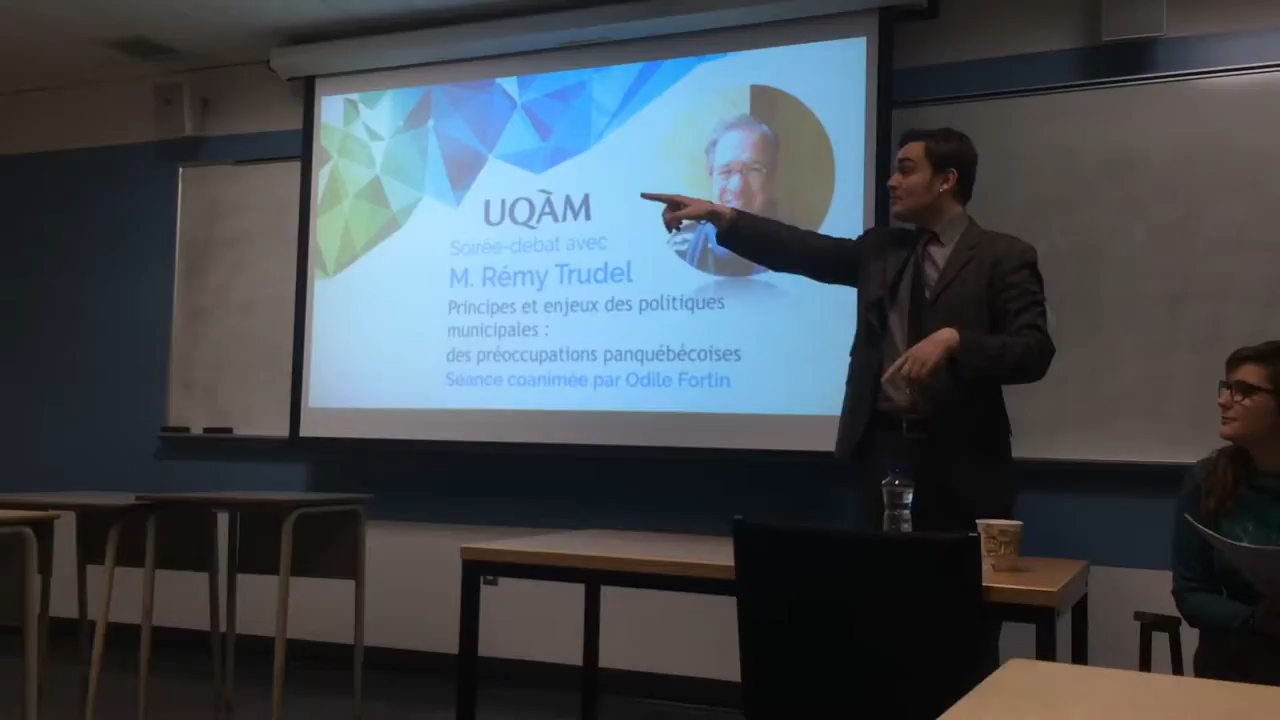 UQÀM
Soirée-débat avec
M. Rémy Trudel
Principes et enjeux des politiques
municipales :
des préoccupations panquébécoises
Séance coanimée par Odile Fortin